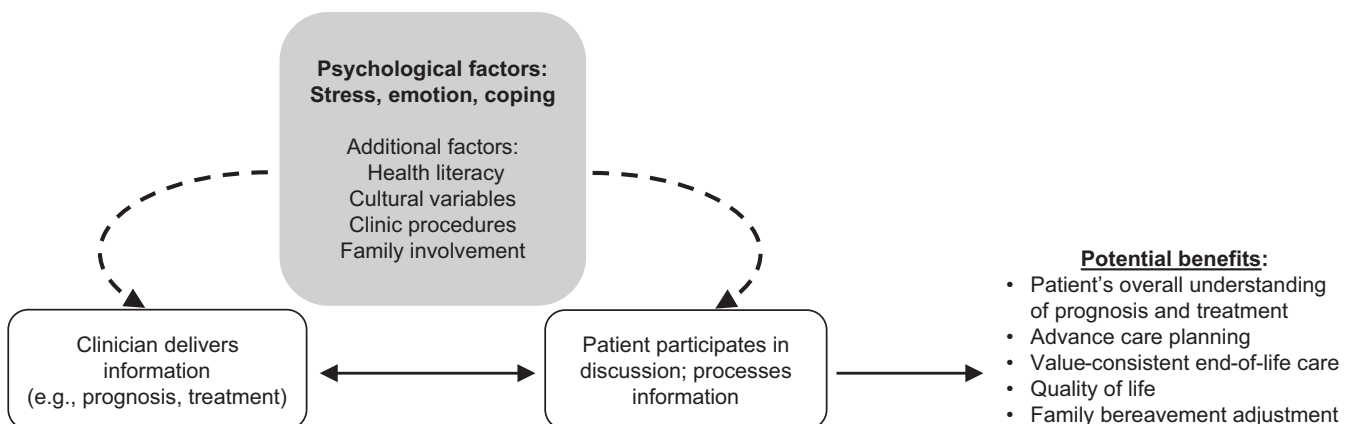 Psychological factors:
Stress, emotion, coping
Additional factors:
Health literacy
Cultural variables
Clinic procedures
Family involvement
Clinician delivers
information
(e.g., prognosis, treatment)
Patient participates in
discussion; processes
information
Potential benefits:
• Patient’s overall understanding
of prognosis and treatment
• Advance care planning
• Value-consistent end-of-life care
• Quality of life
• Family bereavement adjustment